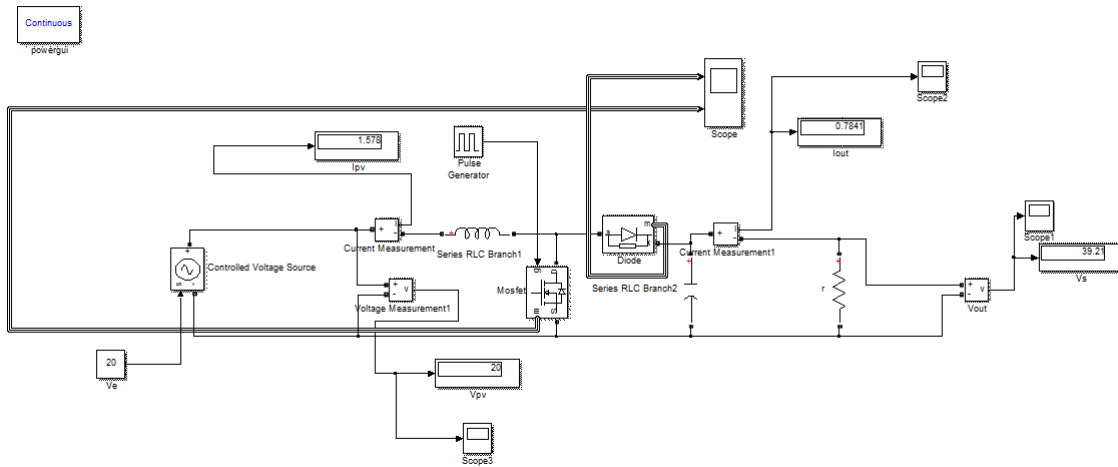 Continuous
powergui
Scope
Scope2
1.578
Ipv
Pulse
Generator
0.7841
Iout
i
+
-
Current Measurement
+
Series RLC Branch1
a
m
k
Diode
+
i
-
Current Measurement1
Scope1
39.21
Vs
+
s
-
Controlled Voltage Source
+
-
v
Voltage Measurement1
g
D
Mosfet
m
S
+
Series RLC Branch2
+
r
+
-
v
Vout
20
Ve
20
Vpv
Scope3